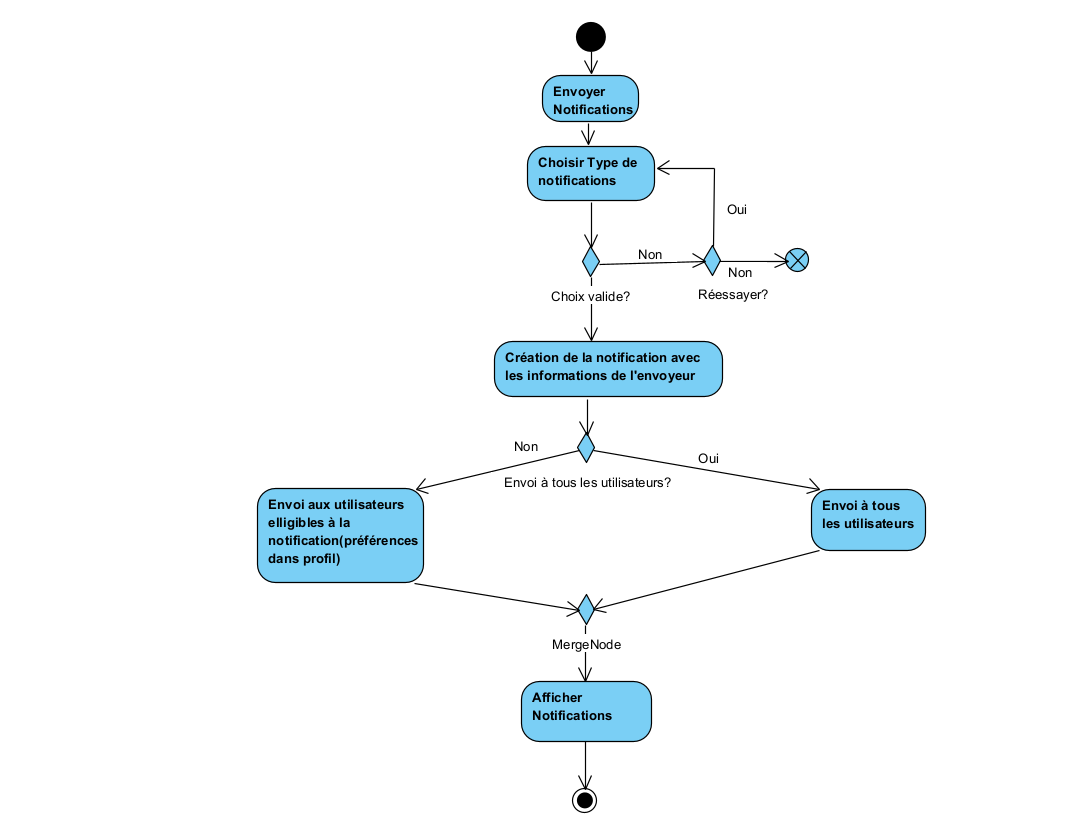 Envoyer
Notifications
Choisir Type de
notifications
Oui
Non
Non
Choix valide?
Réessayer?
Création de la notification avec
les informations de l'envoyeur
Non
Oui
Envoi à tous les utilisateurs?
Envoi aux utilisateurs
elligibles à la
notification(préférences
dans profil)
Envoi à tous
les utilisateurs
MergeNode
Afficher
Notifications